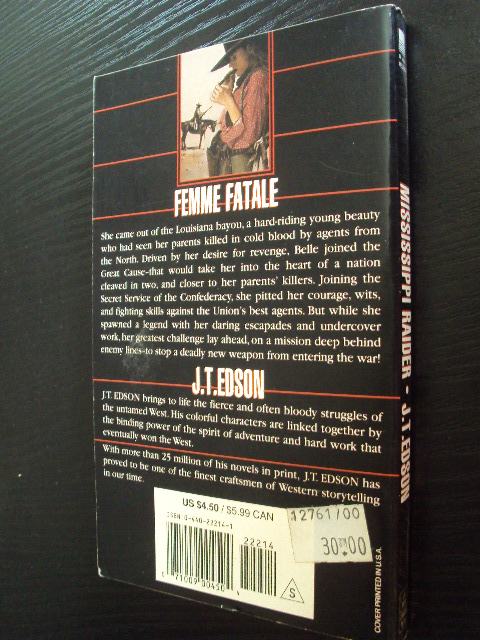 FEMME FATALE
She came out of the Louisiana bayou, a hard-riding young beauty
who had seen her parents killed in cold blood by agents from
the North. Driven by her desire for revenge, Belle joined the
Great Cause-that would take her into the heart of a nation
cleaved in two, and closer to her parents' killers. Joining the
Secret Service of the Confederacy, she pitted her courage, wits,
and fighting skills against the Union's best agents. But while she
spawned a legend with her daring escapades and undercover
work, her greatest challenge lay ahead, on a mission deep behind
enemy lines-to stop a deadly new weapon from entering the war!
J.T. EDSON
J.T. EDSON brings to life the fierce and often bloody struggles of
the untamed West. His colorful characters are linked together by
the binding power of the spirit of adventure and hard work that
eventually won the West.
With more than 25 million of his novels in print, J.T. EDSON has
proved to be one of the finest craftsmen of Western storytelling
in our time.
US $4.50 / $5.99 CAN
ISBN 0-440-22214-1
22214
71009 00450
S
12761/00
30.00
COVER PRINTED IN U.S.A.
MISSISSIPPI RAIDER - J.T. EDSON